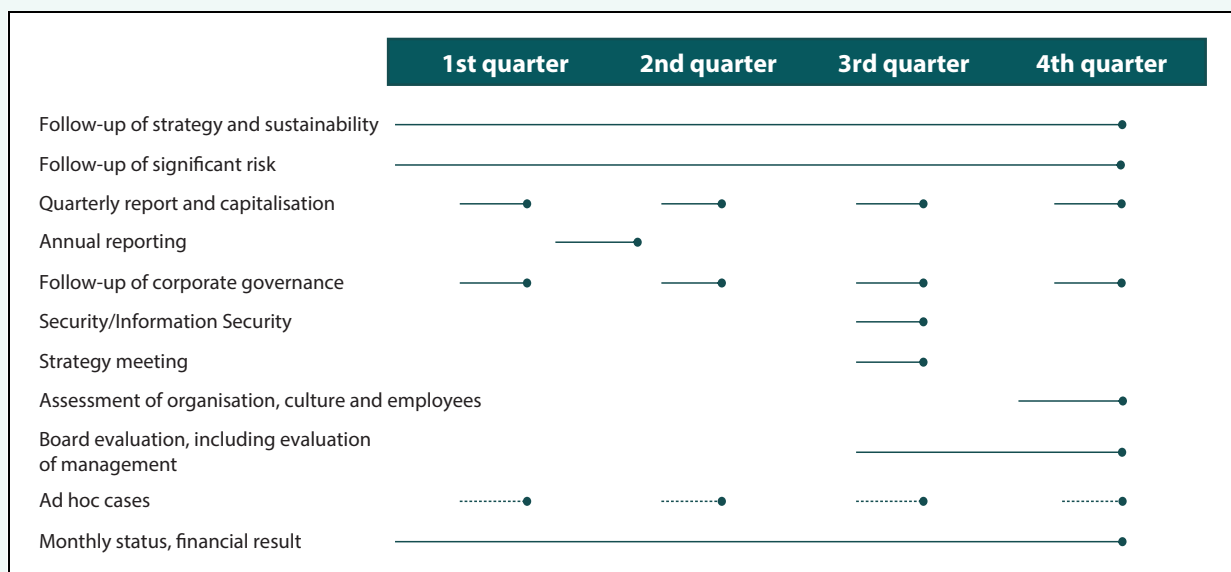 1st quarter 2nd quarter 3rd quarter 4th quarter
Follow-up of strategy and sustainability
Follow-up of significant risk
Quarterly report and capitalisation
Annual reporting
Follow-up of corporate governance
Security/Information Security
Strategy meeting
Assessment of organisation, culture and employees
Board evaluation, including evaluation
of management
Ad hoc cases
Monthly status, financial result